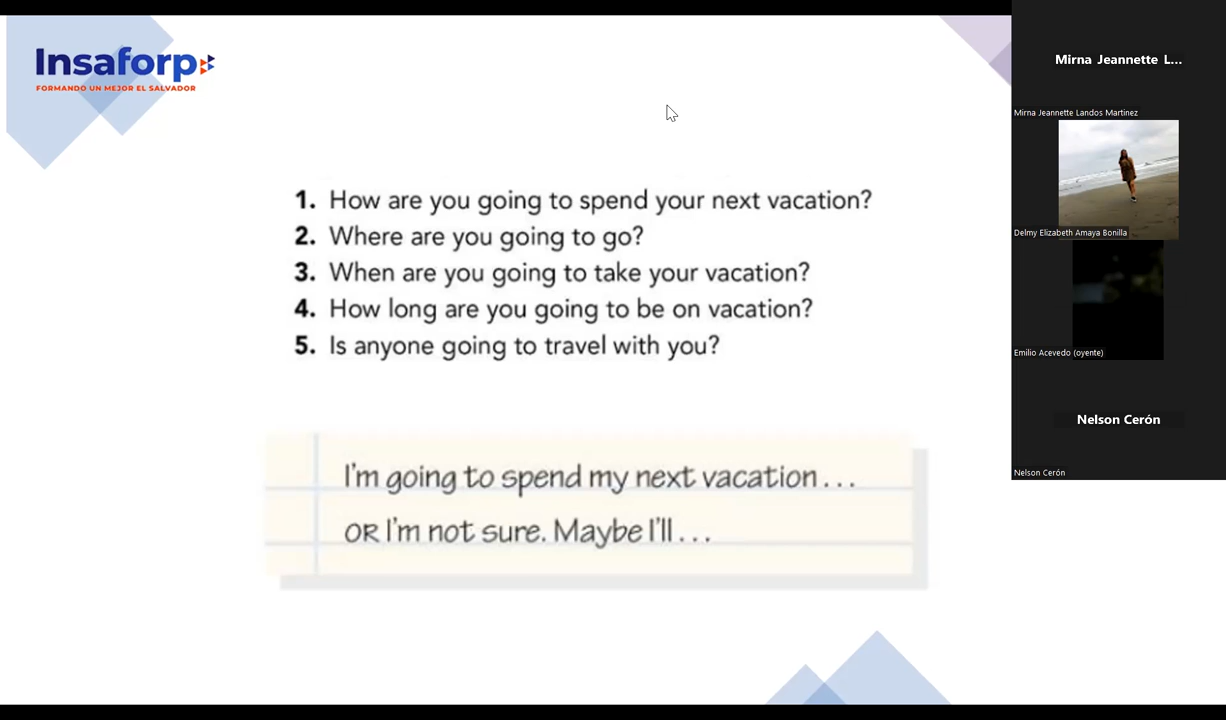 Insaforp
FORMANDO UN MEJOR EL SALVADOR
1. How are you going to spend your next vacation?
2. Where are you going to go?
3. When are you going to take your vacation?
4. How long are you going to be on vacation?
5. Is anyone going to travel with you?
I'm going to spend my next vacation . . .
OR I'm not sure. Maybe I'll . . .
Mirna Jeannette L...
Mirna Jeannette Landos Martinez
Delmy Elizabeth Amaya Bonilla
Emilio Acevedo (oyente)
Nelson Cerón
Nelson Cerón